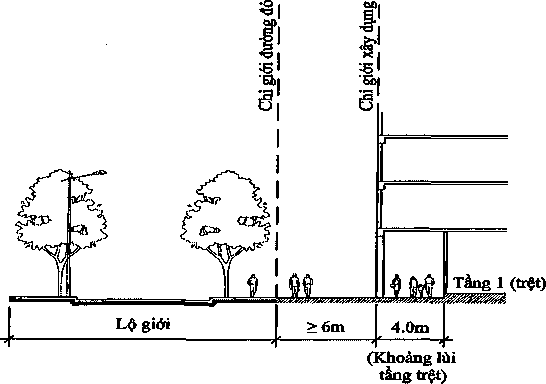 Chỉ giới đường đỏ
Chỉ giới xây dựng
Tầng 1 (trệt)
Lộ giới
≥ 6m
4.0m
(Khoảng lùi
tầng trệt)